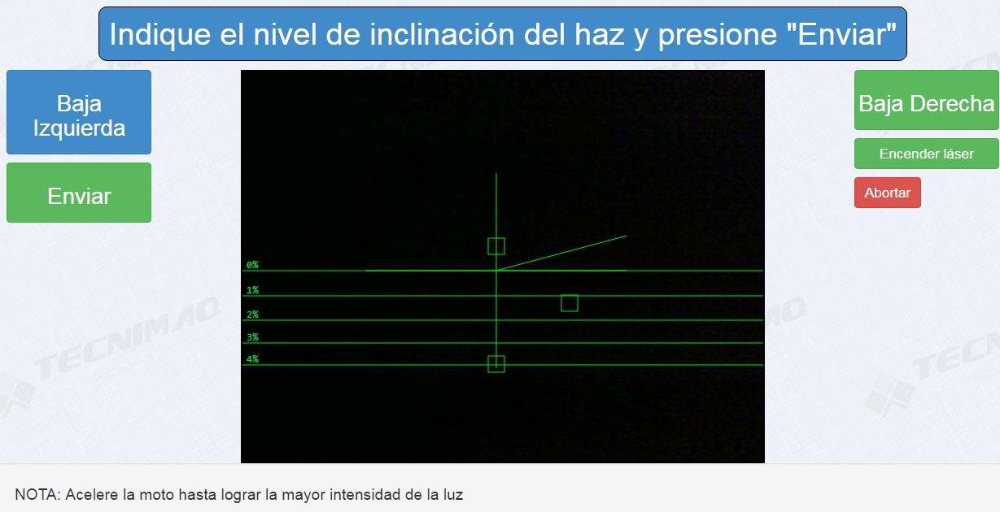 Indique el nivel de inclinación del haz y presione "Enviar"
Baja
Izquierda
Enviar
Baja Derecha
Encender láser
Abortar
0%
1%
2%
3%
4%
TECNIMAQ
NOTA: Acelere la moto hasta lograr la mayor intensidad de la luz